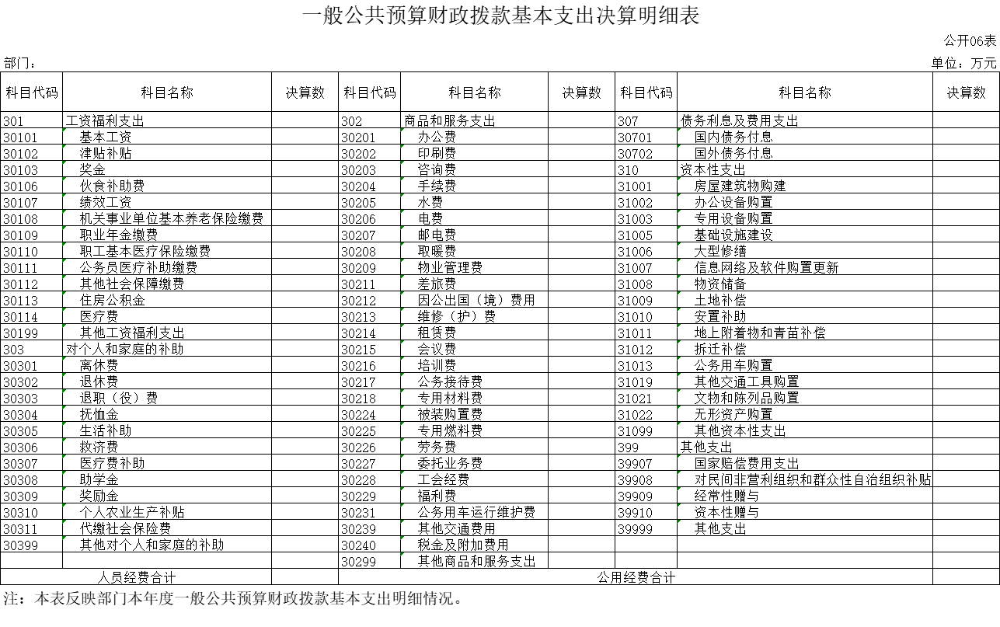 一般公共预算财政拨款基本支出决算明细表
公开06表
部门： 单位：万元
科目代码 科目名称 决算数 科目代码 科目名称 决算数 科目代码 科目名称 决算数
301 工资福利支出 302 商品和服务支出 307 债务利息及费用支出
30101 基本工资 30201 办公费 30701 国内债务付息
30102 津贴补贴 30202 印刷费 30702 国外债务付息
30103 奖金 30203 咨询费 310 资本性支出
30106 伙食补助费 30204 手续费 31001 房屋建筑物购建
30107 绩效工资 30205 水费 31002 办公设备购置
30108 机关事业单位基本养老保险缴费 30206 电费 31003 专用设备购置
30109 职业年金缴费 30207 邮电费 31005 基础设施建设
30110 职工基本医疗保险缴费 30208 取暖费 31006 大型修缮
30111 公务员医疗补助缴费 30209 物业管理费 31007 信息网络及软件购置更新
30112 其他社会保障缴费 30211 差旅费 31008 物资储备
30113 住房公积金 30212 因公出国（境）费用 31009 土地补偿
30114 医疗费 30213 维修（护）费 31010 安置补助
30199 其他工资福利支出 30214 租赁费 31011 地上附着物和青苗补偿
303 对个人和家庭的补助 30215 会议费 31012 拆迁补偿
30301 离休费 30216 培训费 31013 公务用车购置
30302 退休费 30217 公务接待费 31019 其他交通工具购置
30303 退职（役）费 30218 专用材料费 31021 文物和陈列品购置
30304 抚恤金 30224 被装购置费 31022 无形资产购置
30305 生活补助 30225 专用燃料费 31099 其他资本性支出
30306 救济费 30226 劳务费 399 其他支出
30307 医疗费补助 30227 委托业务费 39907 国家赔偿费用支出
30308 助学金 30228 工会经费 39908 对民间非营利组织和群众性自治组织补贴
30309 奖励金 30229 福利费 39909 经常性赠与
30310 个人农业生产补贴 30231 公务用车运行维护费 39910 资本性赠与
30311 代缴社会保险费 30239 其他交通费用 39999 其他支出
30399 其他对个人和家庭的补助 30240 税金及附加费用
30299 其他商品和服务支出
人员经费合计 公用经费合计
注：本表反映部门本年度一般公共预算财政拨款基本支出明细情况。